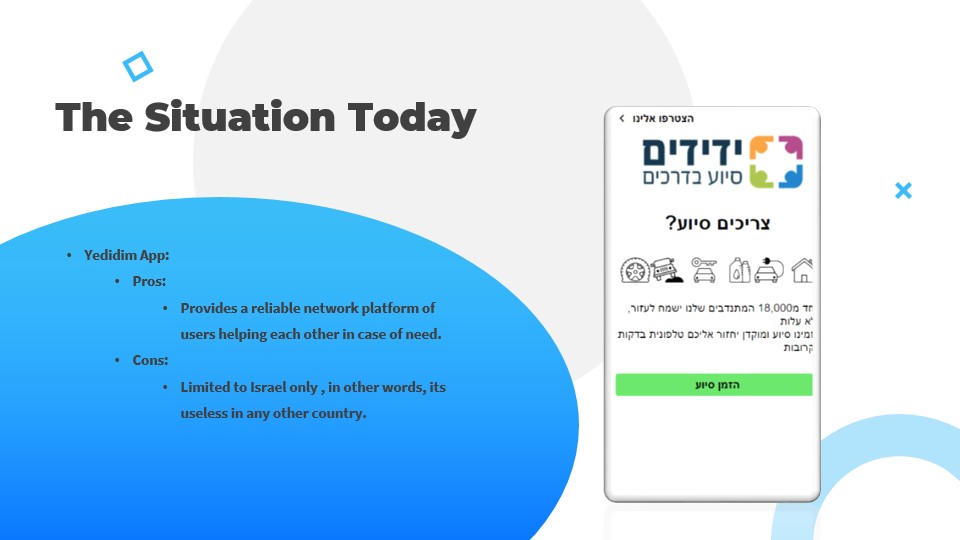 The Situation Today
• Yedidim App:
• Pros:
• Provides a reliable network platform of
users helping each other in case of need.
• Cons:
• Limited to Israel only , in other words, its
useless in any other country.
הצטרפו אלינו
ידידים
סיוע בדרכים
צריכים סיוע?
חד מ18,000 המתנדבים שלנו ישמח לעזור,
לא עלות
זמינו סיוע ומוקדן יחזור אליכם טלפונית בדקות
קרובות
הזמן סיוע